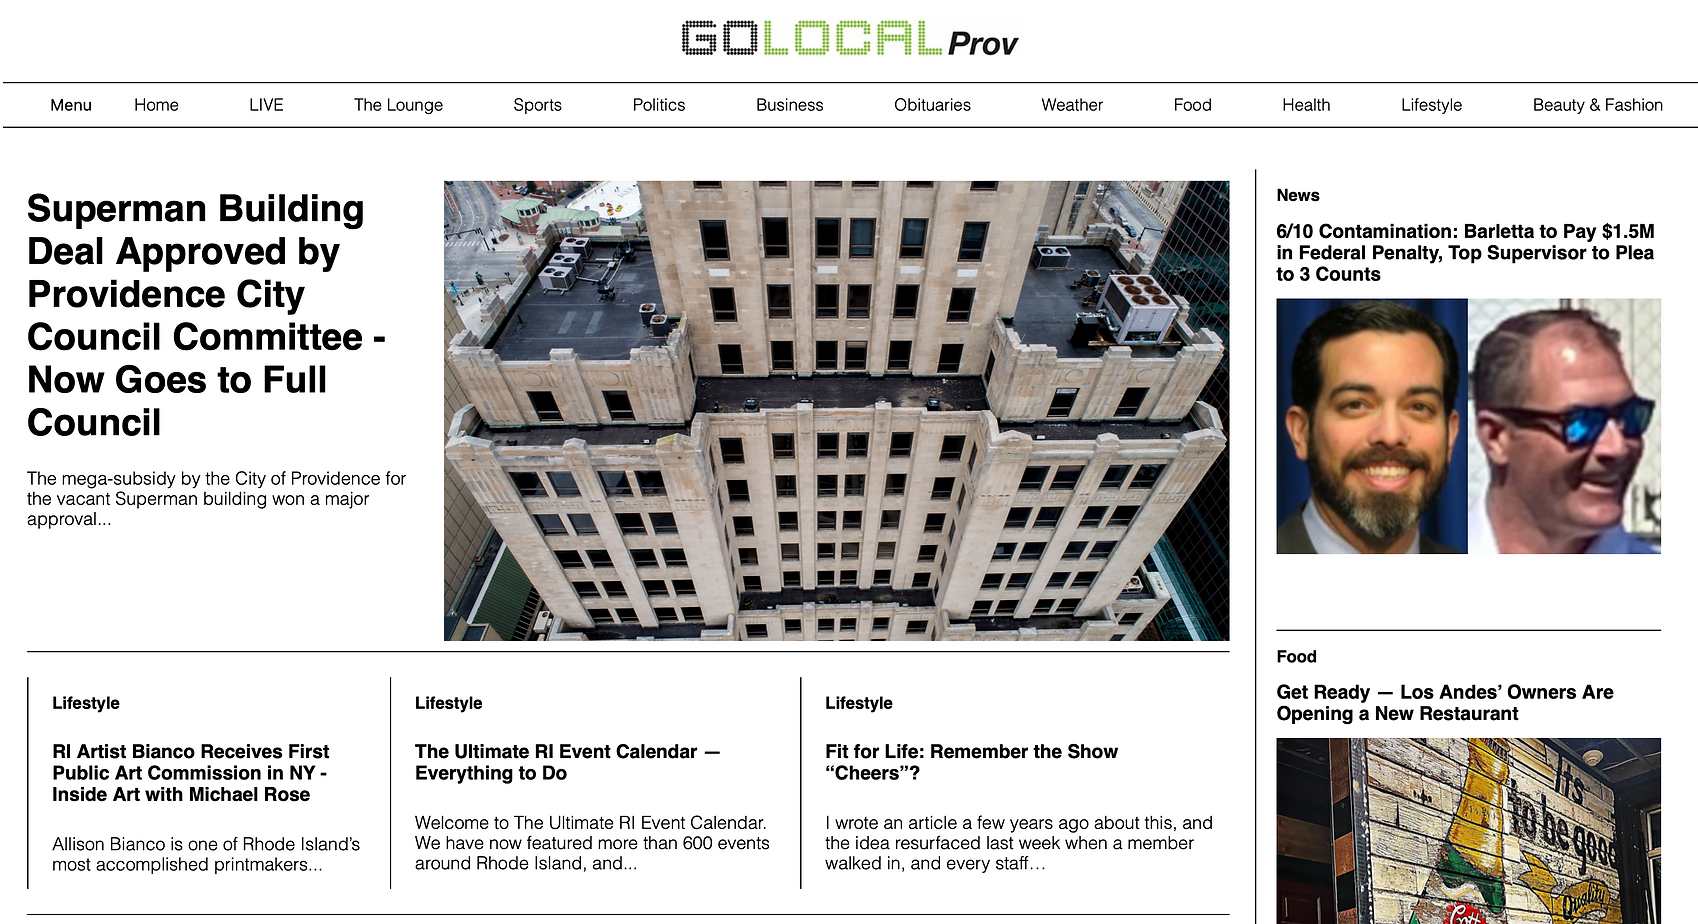 GOLOCAL Prov
Menu Home LIVE The Lounge Sports Politics Business Obituaries Weather Food Health Lifestyle Beauty & Fashion
Superman Building
Deal Approved by
Providence City
Council Committee -
Now Goes to Full
Council
The mega-subsidy by the City of Providence for
the vacant Superman building won a major
approval...
Lifestyle
RI Artist Bianco Receives First
Public Art Commission in NY -
Inside Art with Michael Rose
Allison Bianco is one of Rhode Island's
most accomplished printmakers...
Lifestyle
The Ultimate RI Event Calendar —
Everything to Do
Welcome to The Ultimate RI Event Calendar.
We have now featured more than 600 events
around Rhode Island, and...
Lifestyle
Fit for Life: Remember the Show
“Cheers”?
I wrote an article a few years ago about this, and
the idea resurfaced last week when a member
walked in, and every staff…
News
6/10 Contamination: Barletta to Pay $1.5M
in Federal Penalty, Top Supervisor to Plea
to 3 Counts
Food
Get Ready — Los Andes’ Owners Are
Opening a New Restaurant
It's
to be good
Quality